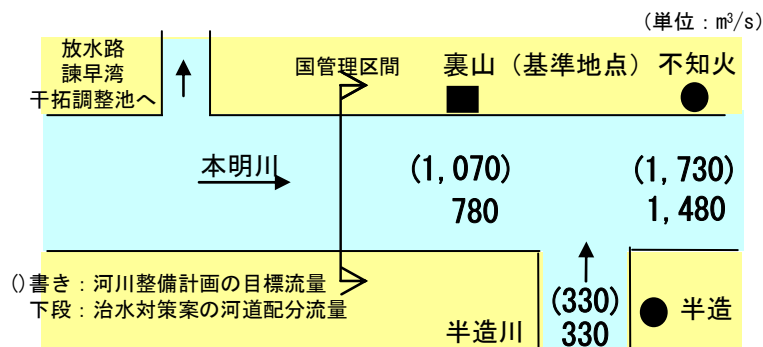 (単位：m³/s)
放水路
諫早湾
干拓調整池へ
国管理区間
裏山（基準地点）
不知火
本明川
(1,070)
780
(1,730)
1,480
()書き：河川整備計画の目標流量
下段：治水対策案の河道配分流量
(330)
330
半造
半造川